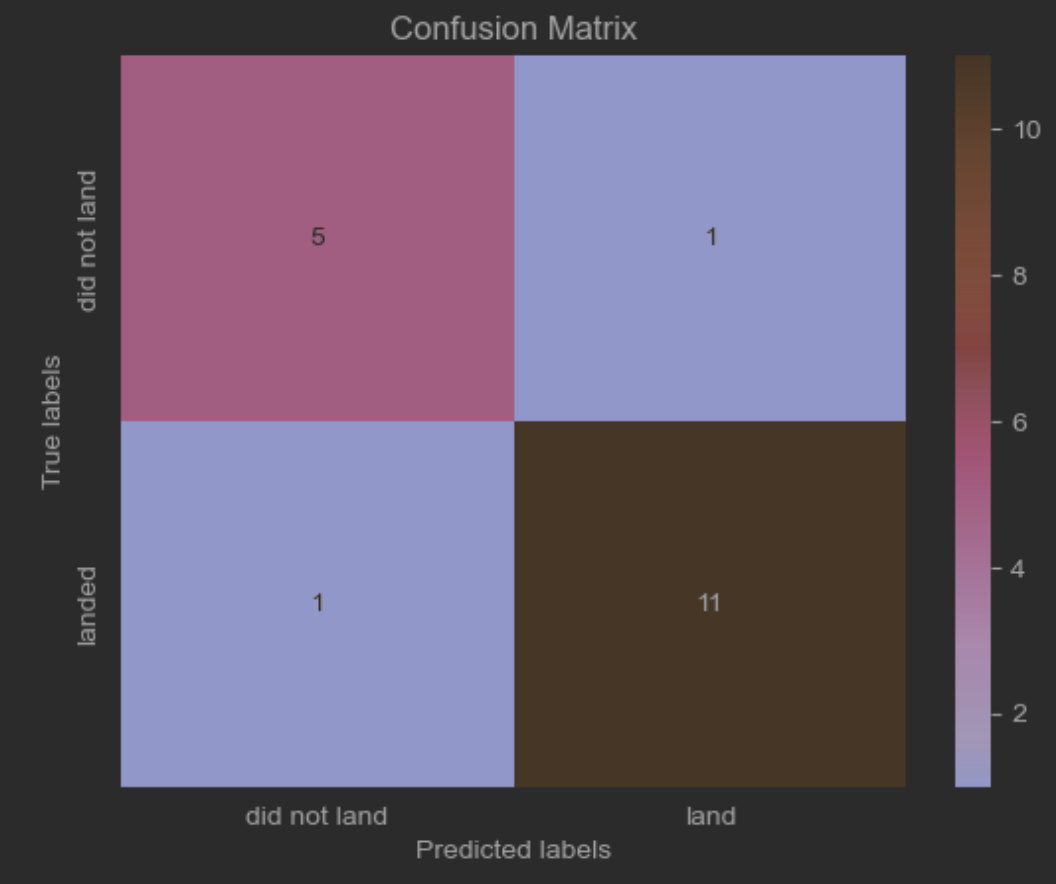 Confusion Matrix
True labels
did not land
5
1
landed
1
11
did not land
land
Predicted labels
10
8
6
4
2